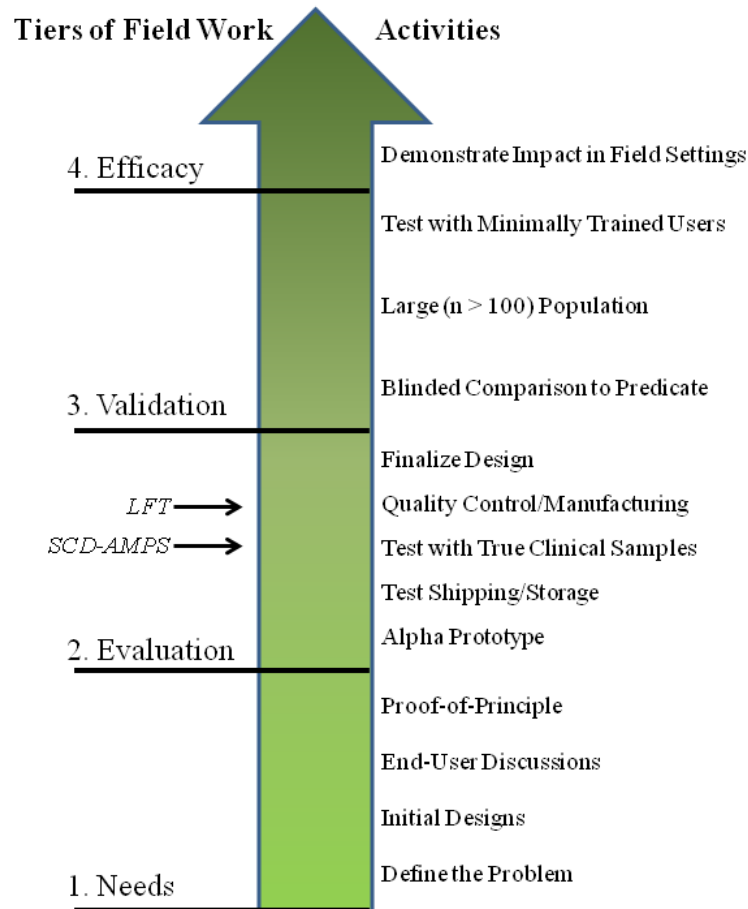 Tiers of Field Work
Activities
4. Efficacy
Demonstrate Impact in Field Settings
Test with Minimally Trained Users
Large (n > 100) Population
3. Validation
Blinded Comparison to Predicate
Finalize Design
LFT
Quality Control/Manufacturing
SCD-AMPS
Test with True Clinical Samples
Test Shipping/Storage
2. Evaluation
Alpha Prototype
Proof-of-Principle
End-User Discussions
Initial Designs
1. Needs
Define the Problem